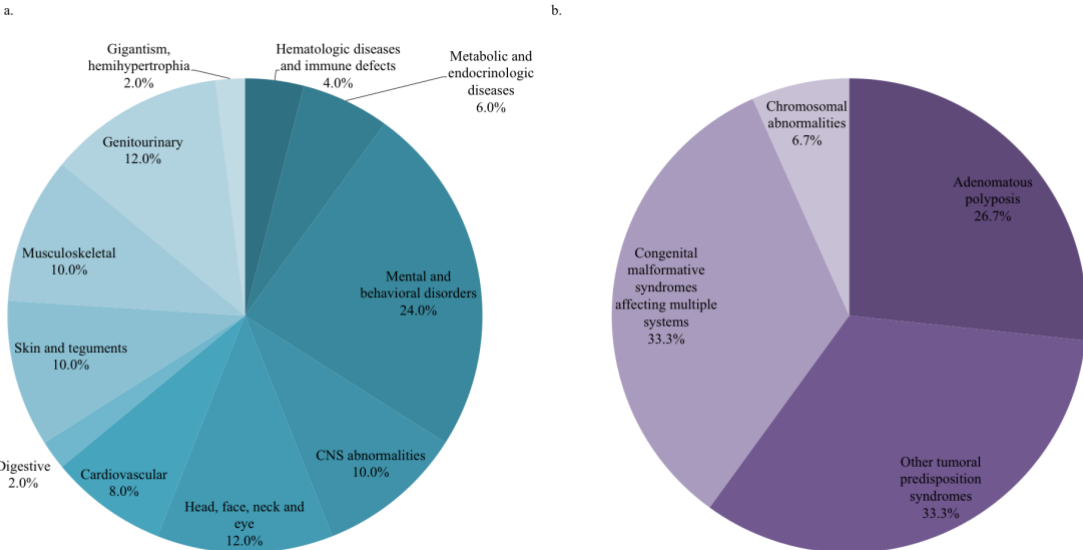 a.
Gigantism,
hemihypertrophia
2.0%
Hematologic diseases
and immune defects
4.0%
Metabolic and
endocrinologic
diseases
6.0%
Genitourinary
12.0%
Musculoskeletal
10.0%
Mental and
behavioral disorders
24.0%
Skin and teguments
10.0%
CNS abnormalities
10.0%
Digestive
2.0%
Cardiovascular
8.0%
Head, face, neck and
eye
12.0%
b.
Chromosomal
abnormalities
6.7%
Adenomatous
polyposis
26.7%
Congenital
malformative
syndromes
affecting multiple
systems
33.3%
Other tumoral
predisposition
syndromes
33.3%